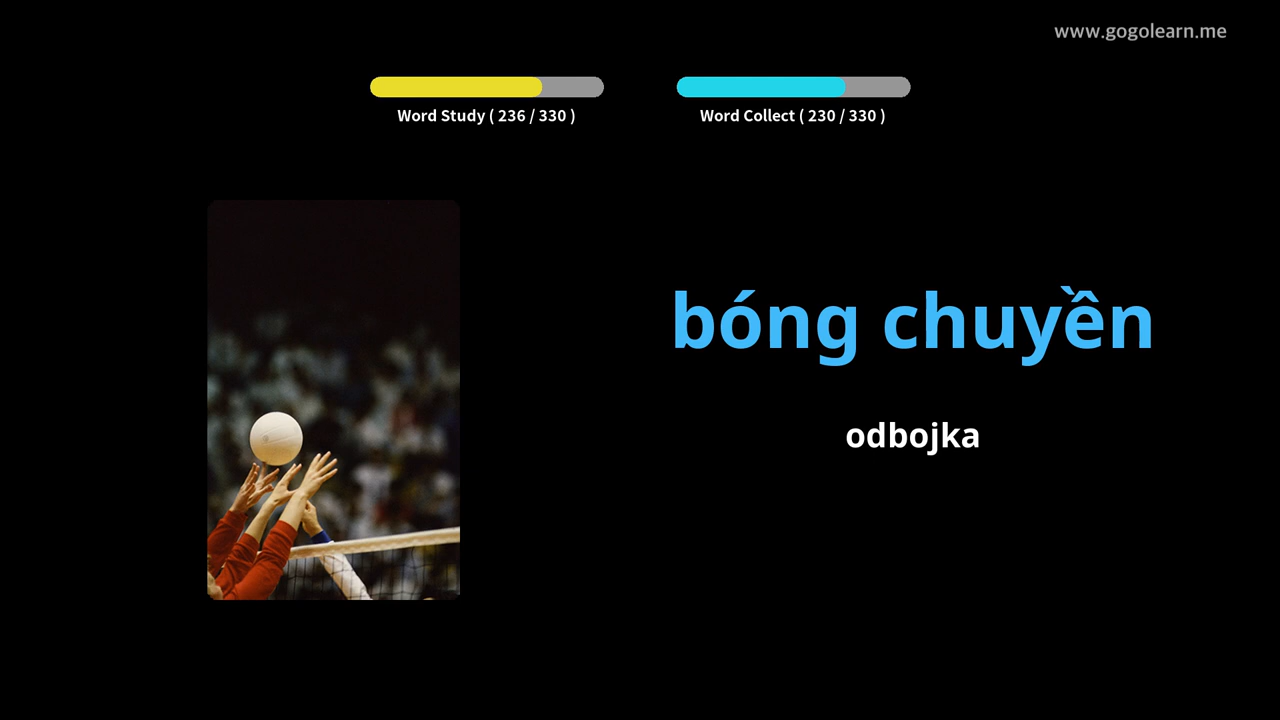 www.gogolearn.me
Word Study ( 236 / 330 )
Word Collect ( 230 / 330 )
bóng chuyền
odbojka